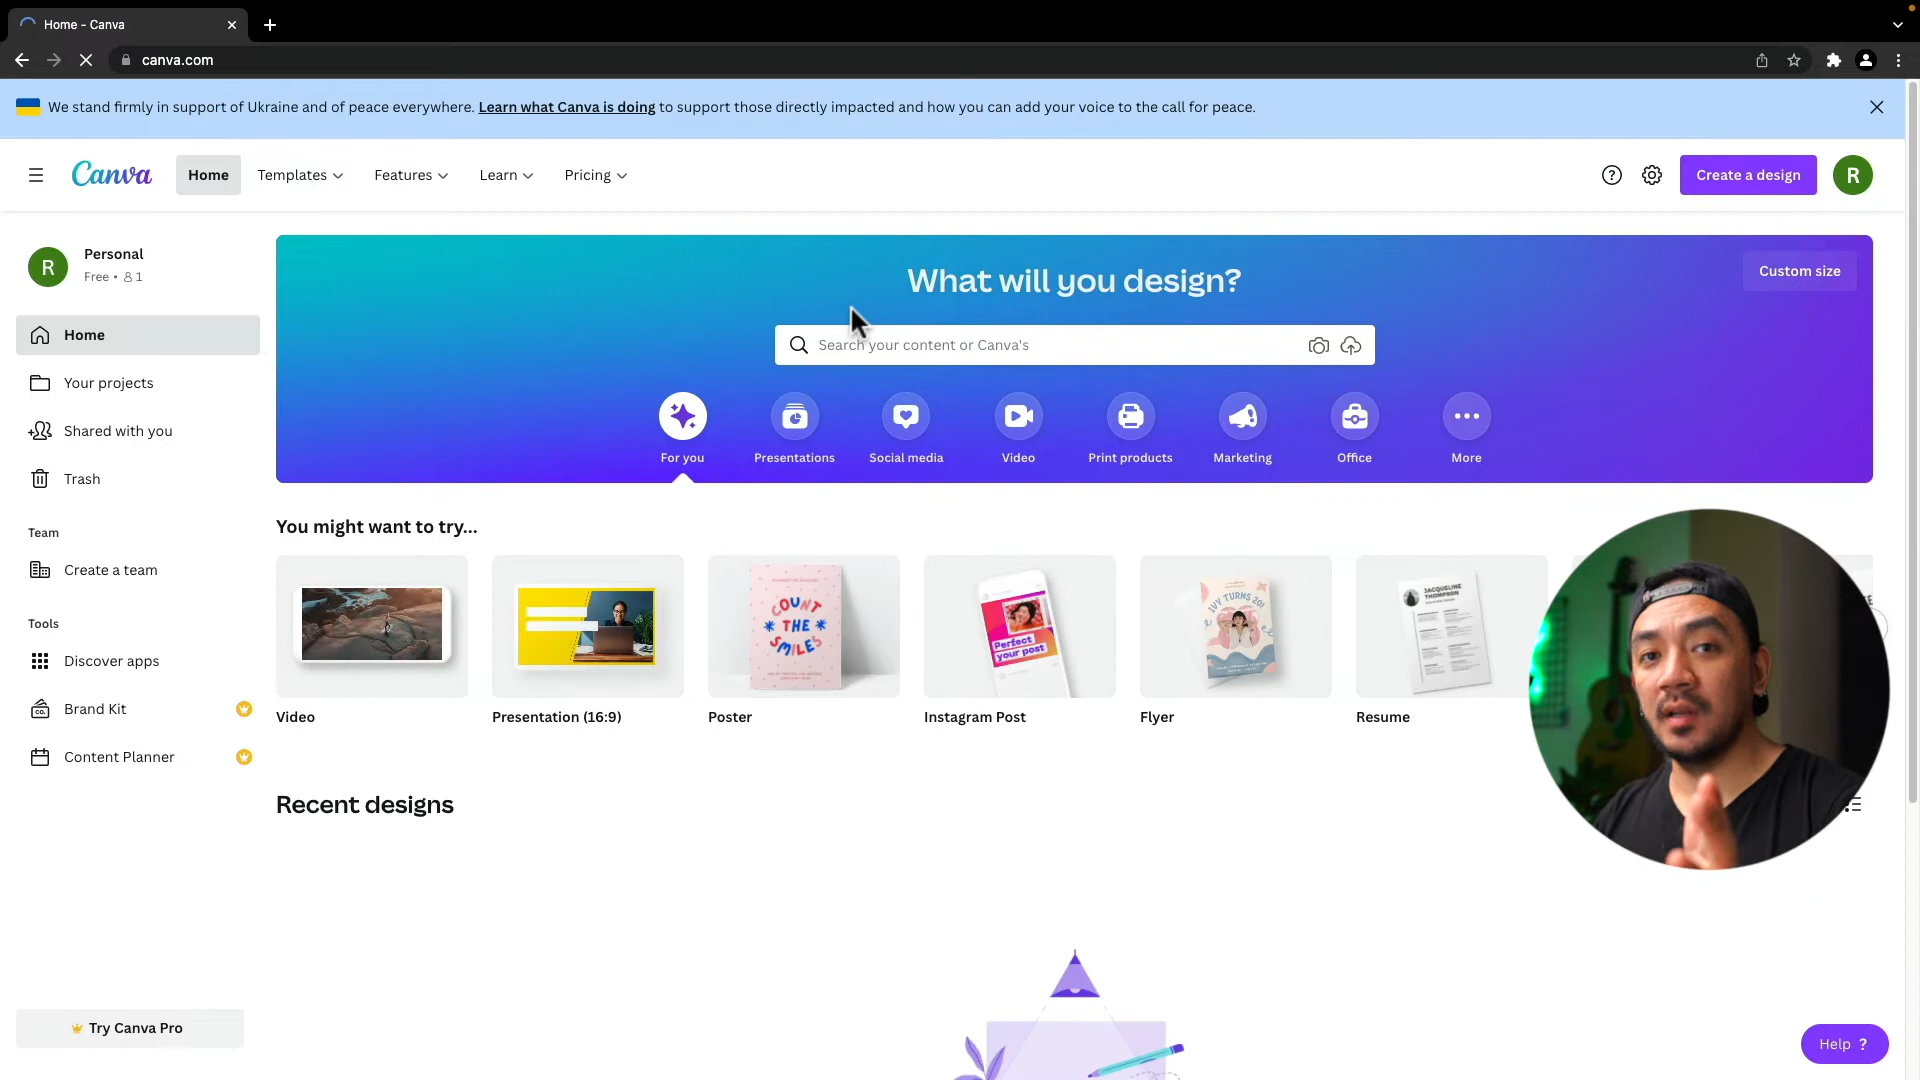 Home - Canva
canva.com
We stand firmly in support of Ukraine and of peace everywhere. Learn what Canva is doing to support those directly impacted and how you can add your voice to the call for peace.
Canva
Home
Templates
Features
Learn
Pricing
Create a design
R
R
Personal
Free • 1
Home
Your projects
Shared with you
Trash
Team
Create a team
Tools
Discover apps
Brand Kit
Content Planner
Try Canva Pro
What will you design?
Custom size
Search your content or Canva's
For you
Presentations
Social media
Video
Print products
Marketing
Office
More
You might want to try...
COUNT
THE
SMILES
Perfect
your post
IVY TURNS 20!
JACQUELINE
THOMPSON
Video
Presentation (16:9)
Poster
Instagram Post
Flyer
Resume
Recent designs
Help ?